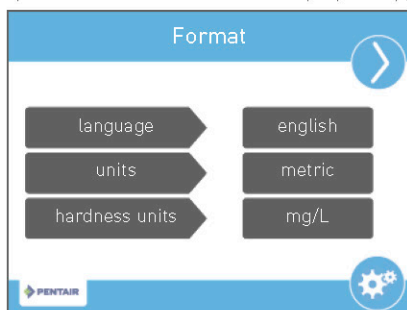 Format
language english
units metric
hardness units mg/L
PENTAIR